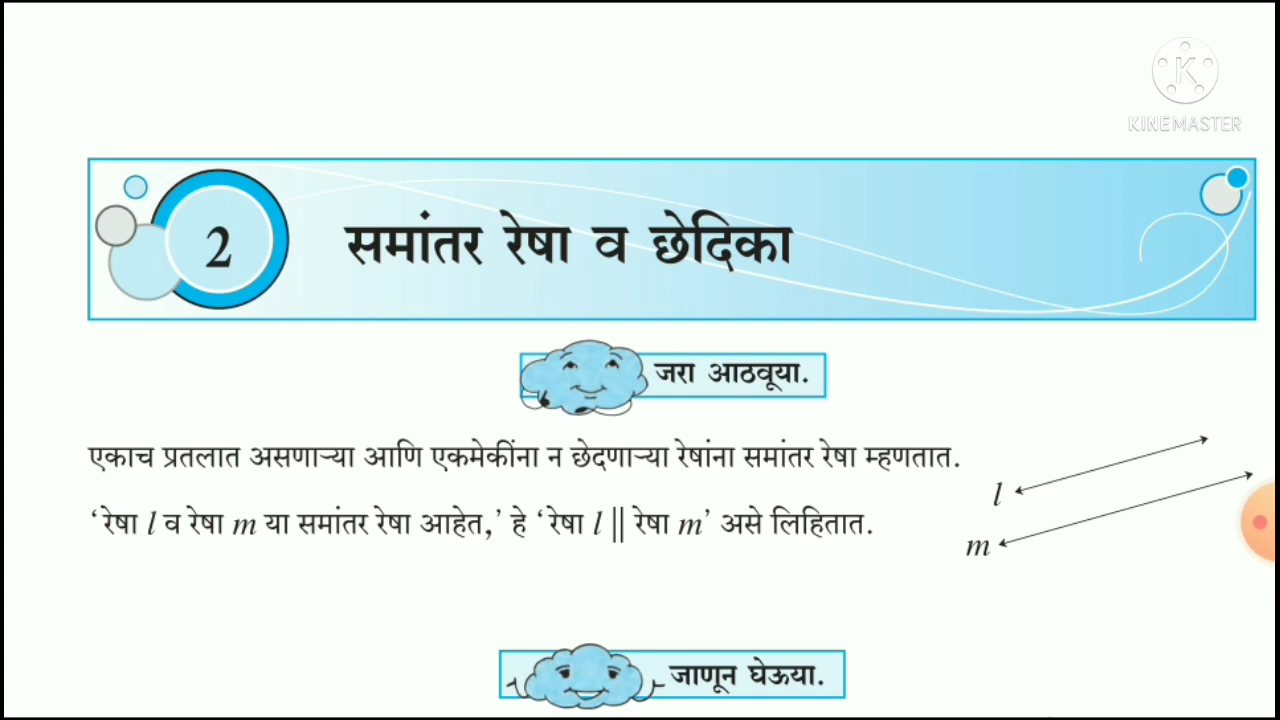 KINEMASTER
2
समांतर रेषा व छेदिका
जरा आठवूया.
एकाच प्रतलात असणाऱ्या आणि एकमेकींना न छेदणाऱ्या रेषांना समांतर रेषा म्हणतात.
‘रेषा l व रेषा m या समांतर रेषा आहेत,’ हे ‘रेषा l || रेषा m’ असे लिहितात.
l
m
जाणून घेऊया.